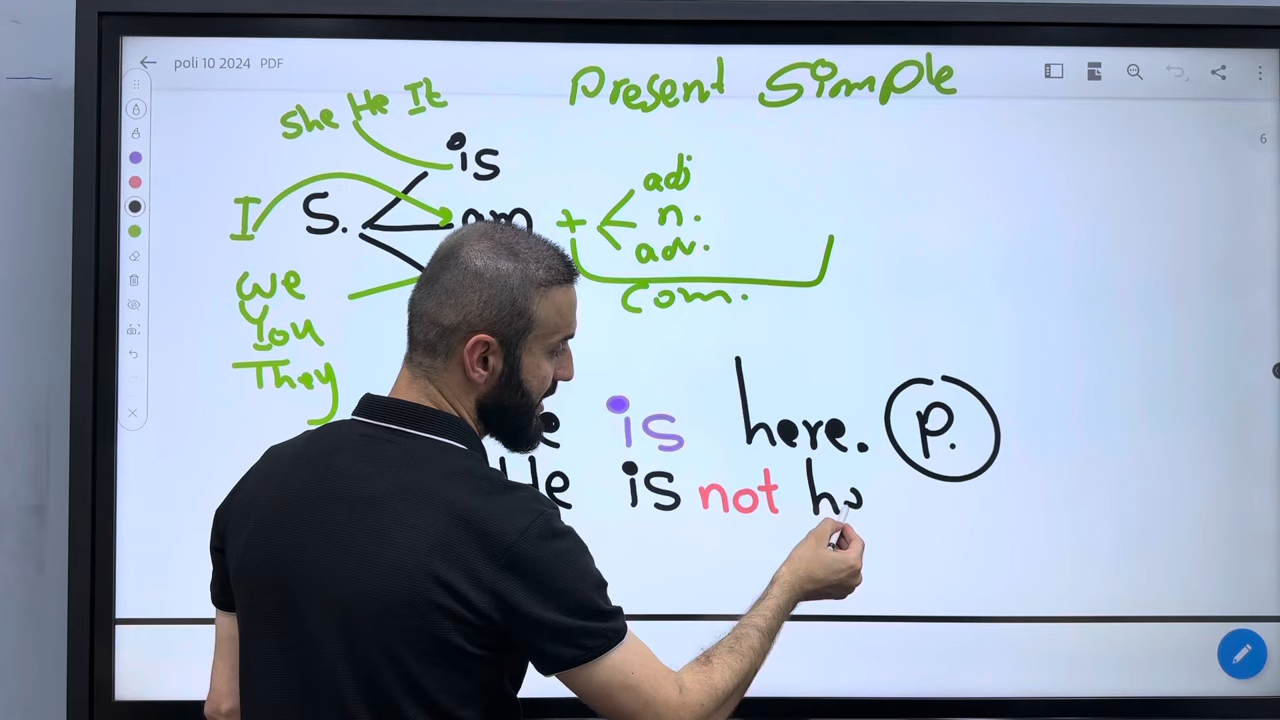 poli 10 2024 PDF
Present Simple
6
She He It
is
adj
I S. am + n.
adv.
We
Com.
You
They
is here. P.
He is not h